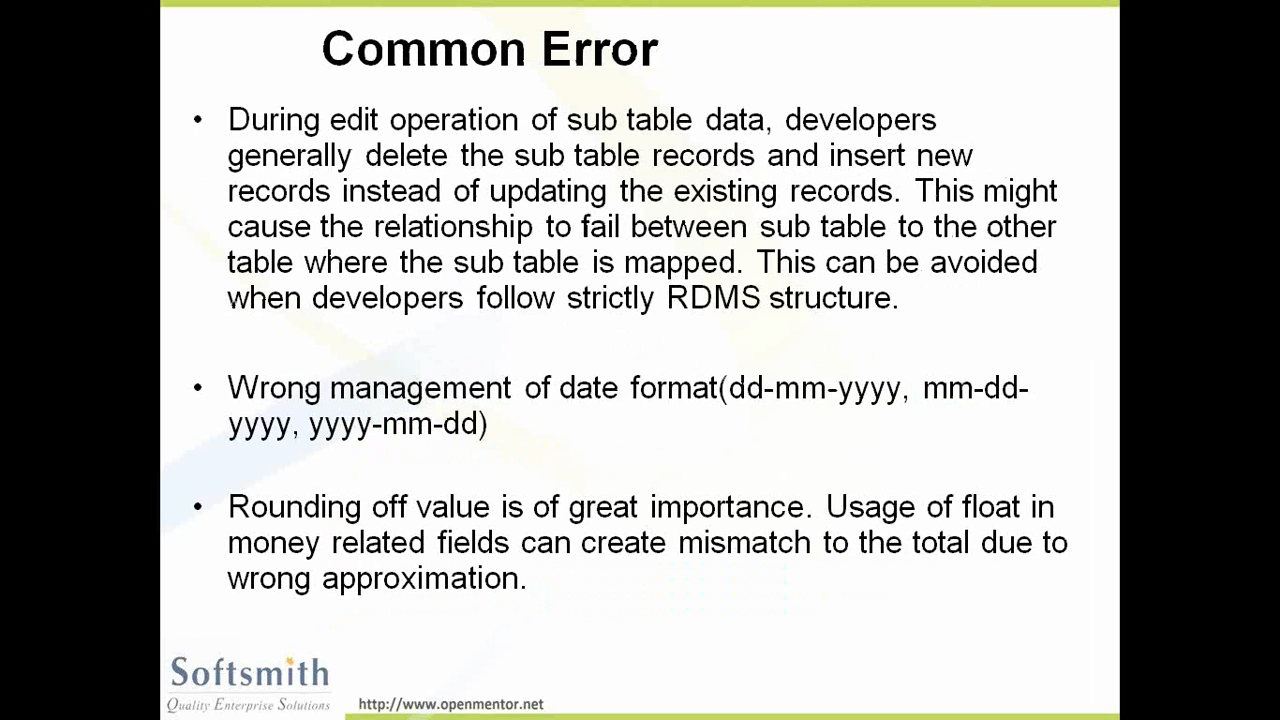 Common Error
• During edit operation of sub table data, developers
generally delete the sub table records and insert new
records instead of updating the existing records. This might
cause the relationship to fail between sub table to the other
table where the sub table is mapped. This can be avoided
when developers follow strictly RDMS structure.
• Wrong management of date format(dd-mm-yyyy, mm-dd-
yyyy, yyyy-mm-dd)
• Rounding off value is of great importance. Usage of float in
money related fields can create mismatch to the total due to
wrong approximation.
Softsmith
Quality Enterprise Solutions
http://www.openmentor.net